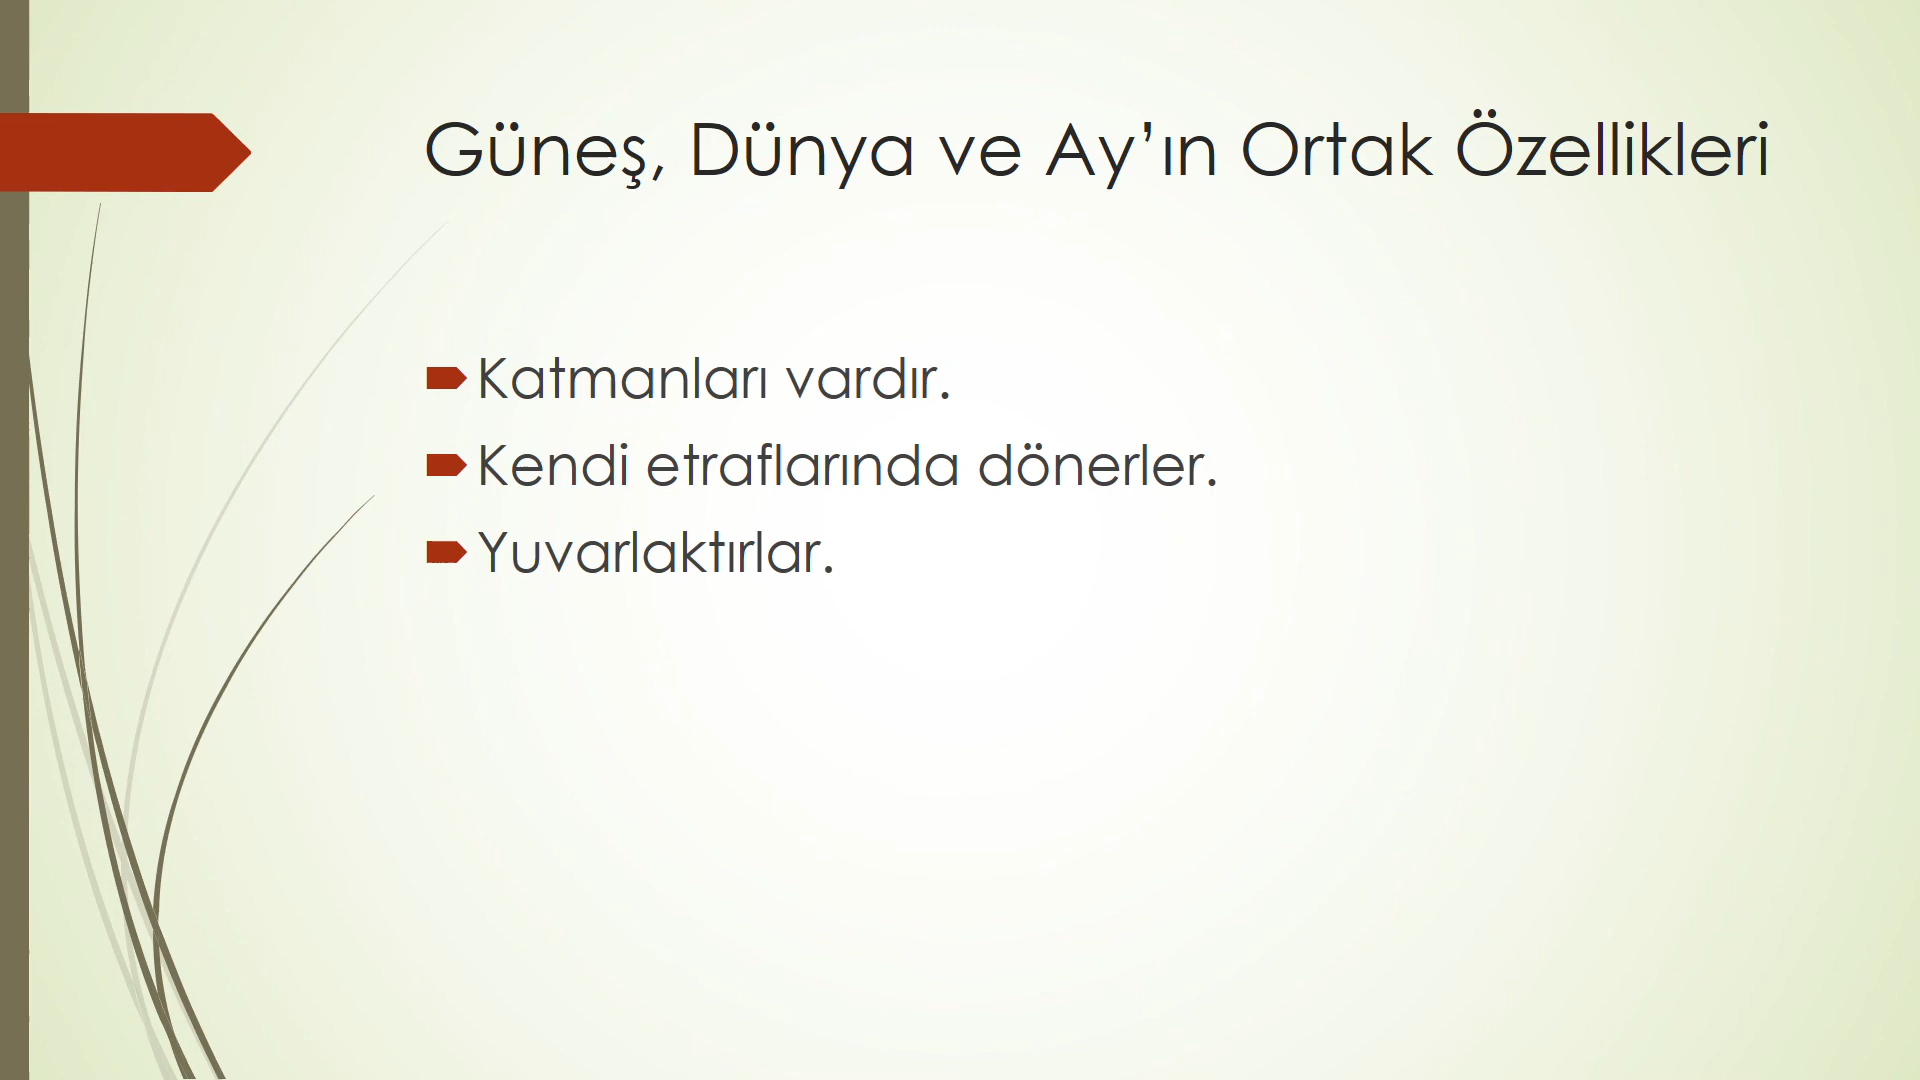 Güneş, Dünya ve Ay’ın Ortak Özellikleri
Katmanları vardır.
Kendi etraflarında dönerler.
Yuvarlaktırlar.